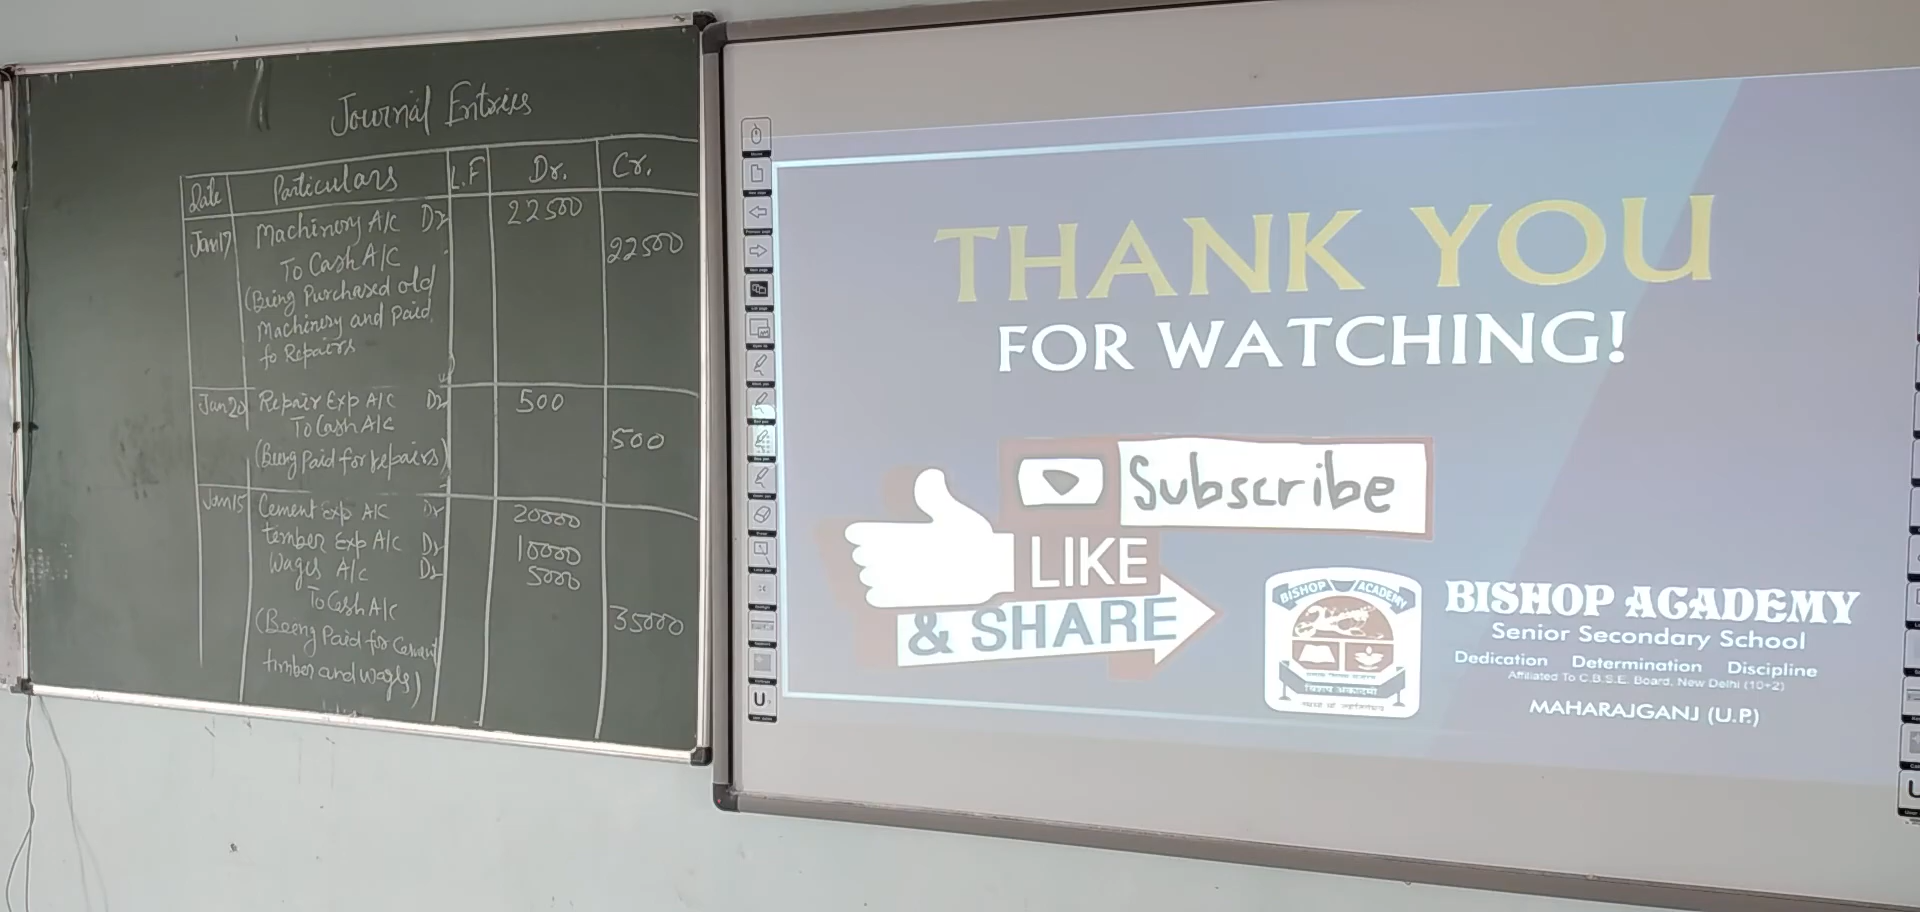 Journal Entries
Date Particulars L.F Dr. Cr.
Jan17 Machinery A/C Dr 22500
To Cash A/C 22500
(Being Purchased old
Machinery and Paid
fo Repairs
Jan20 Repair Exp A/C Dr 500
To Cash A/C 500
(Being Paid for repairs)
Jan15 Cement Exp A/C Dr 20000
timber Exp A/C Dr 10000
Wages A/c Dr 5000
To Cash A/C 35000
(Being Paid for Cement
timber and wages)
THANK YOU
FOR WATCHING!
Subscribe
LIKE
& SHARE
BISHOP ACADEMY
BISHOP ACADEMY
Senior Secondary School
Dedication Determination Discipline
Affiliated To C.B.S.E. Board, New Delhi (10+2)
MAHARAJGANJ (U.P.)
बिशप अकादमी